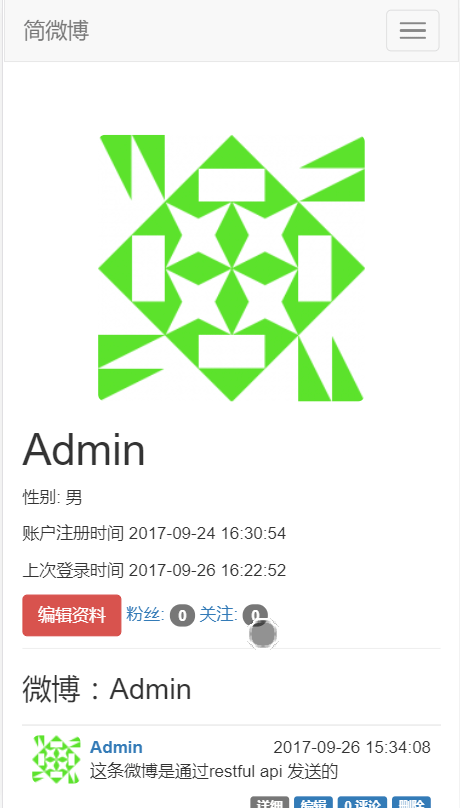 简微博
Admin
性别: 男
账户注册时间 2017-09-24 16:30:54
上次登录时间 2017-09-26 16:22:52
编辑资料 粉丝: 0 关注: 0
微博：Admin
Admin 2017-09-26 15:34:08
这条微博是通过restful api 发送的
详细 编辑 0 评论 删除